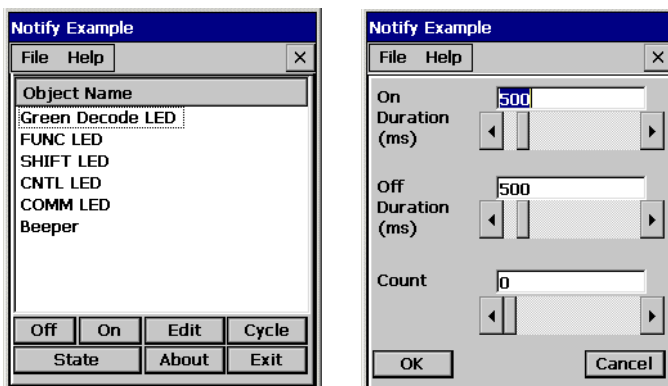 Notify Example
File Help
Object Name
Green Decode LED
FUNC LED
SHIFT LED
CNTL LED
COMM LED
Beeper
Off On Edit Cycle
State About Exit
Notify Example
File Help
On
Duration
(ms)
500
Off
Duration
(ms)
500
Count
0
OK Cancel